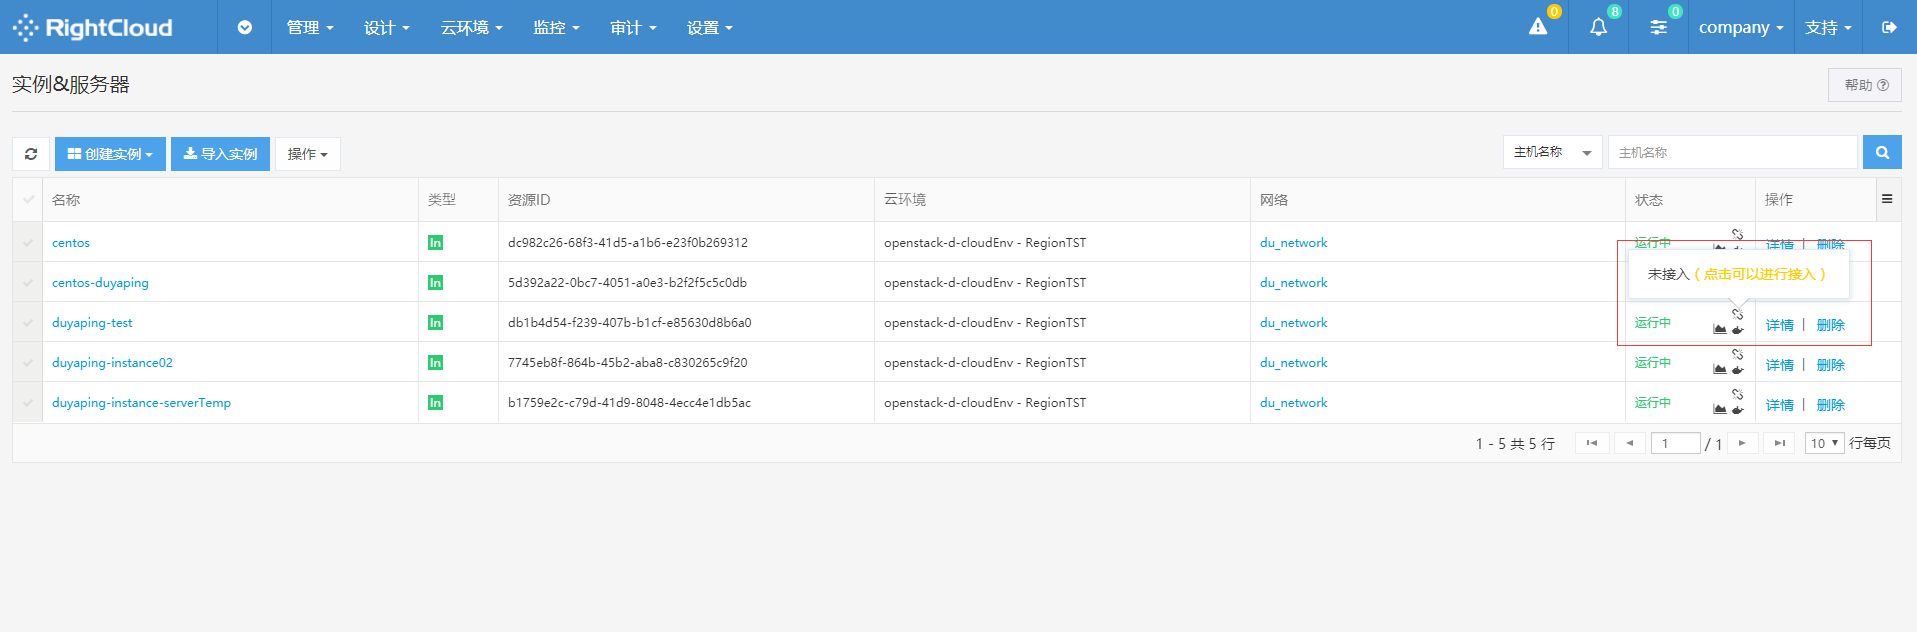 RightCloud 管理 设计 云环境 监控 审计 设置 0 8 0 company 支持
实例&服务器 帮助
创建实例 导入实例 操作 主机名称 主机名称
名称 类型 资源ID 云环境 网络 状态 操作
centos In dc982c26-68f3-41d5-a1b6-e23f0b269312 openstack-d-cloudEnv - RegionTST du_network 运行中 详情 | 删除
centos-duyaping In 5d392a22-0bc7-4051-a0e3-b2f2f5c5c0db openstack-d-cloudEnv - RegionTST du_network
未接入（点击可以进行接入）
duyaping-test In db1b4d54-f239-407b-b1cf-e85630d8b6a0 openstack-d-cloudEnv - RegionTST du_network 运行中 详情 | 删除
duyaping-instance02 In 7745eb8f-864b-45b2-aba8-c830265c9f20 openstack-d-cloudEnv - RegionTST du_network 运行中 详情 | 删除
duyaping-instance-serverTemp In b1759e2c-c79d-41d9-8048-4ecc4e1db5ac openstack-d-cloudEnv - RegionTST du_network 运行中 详情 | 删除
1 - 5 共 5 行 1 / 1 10 行每页